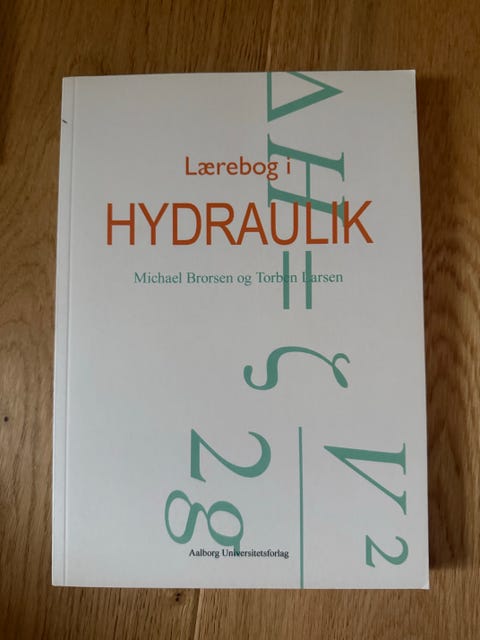 Lærebog i
HYDRAULIK
Michael Brorsen og Torben Larsen
ΔH = ζ V²
2g
Aalborg Universitetsforlag